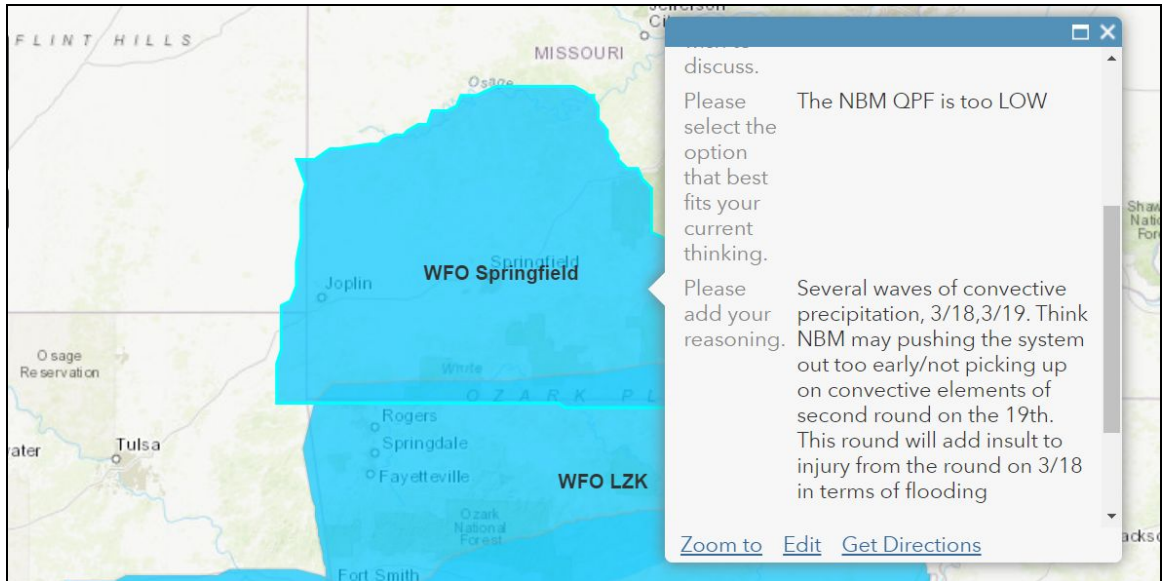 FLINT HILLS
MISSOURI
Osage
Joplin
WFO Springfield
Springfield
Osage
Reservation
White
OZARK PL
Rogers
Springdale
Tulsa
Fayetteville
WFO LZK
Ozark
National
Forest
Fort Smith
discuss.
Please
select the
option
that best
fits your
current
thinking.
The NBM QPF is too LOW
Please
add your
reasoning.
Several waves of convective
precipitation, 3/18,3/19. Think
NBM may pushing the system
out too early/not picking up
on convective elements of
second round on the 19th.
This round will add insult to
injury from the round on 3/18
in terms of flooding
Zoom to Edit Get Directions